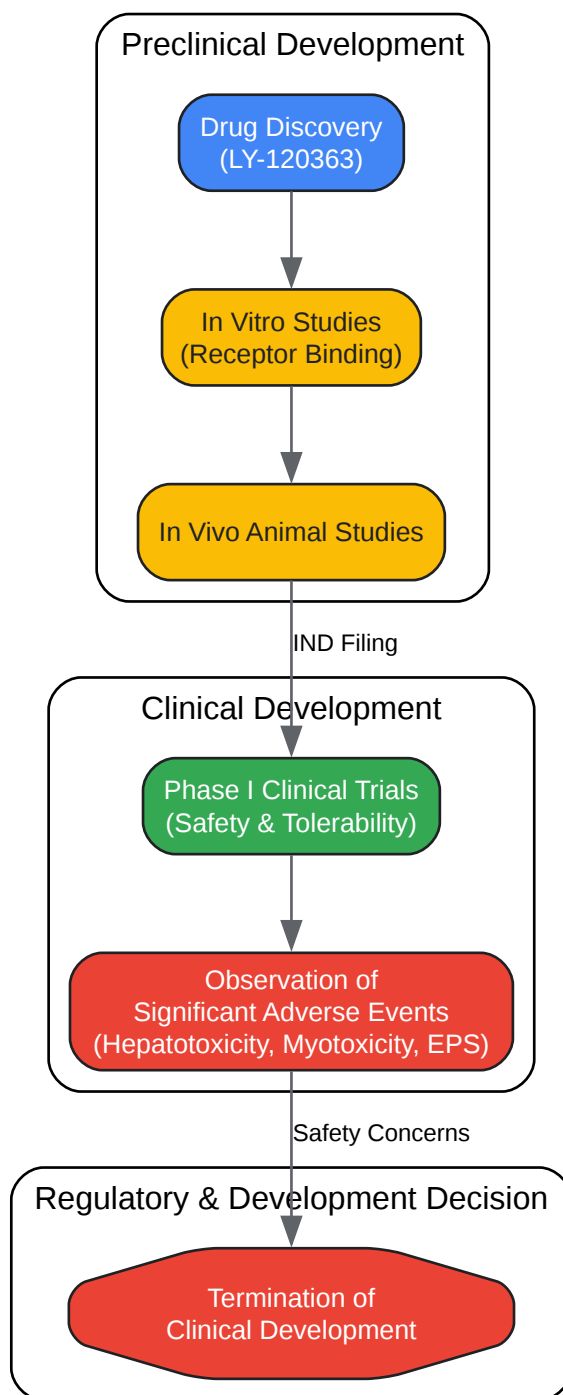 Preclinical Development
Drug Discovery
(LY-120363)
In Vitro Studies
(Receptor Binding)
In Vivo Animal Studies
IND Filing
Clinical Development
Phase I Clinical Trials
(Safety & Tolerability)
Observation of
Significant Adverse Events
(Hepatotoxicity, Myotoxicity, EPS)
Safety Concerns
Regulatory & Development Decision
Termination of
Clinical Development